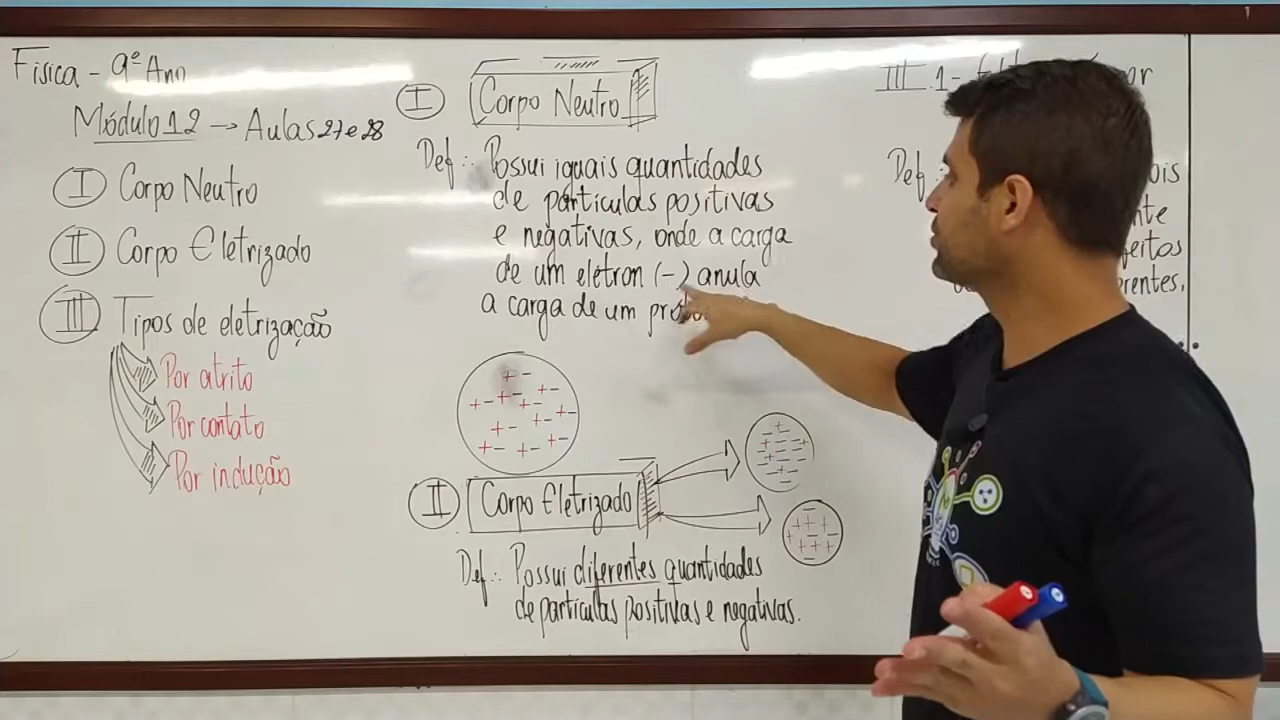 Física - 9º Ano
Módulo 12 → Aulas 27 e 28
I Corpo Neutro
II Corpo Eletrizado
III Tipos de eletrização
Por atrito
Por contato
Por indução
I Corpo Neutro
Def ∴ Possui iguais quantidades
de partículas positivas
e negativas, onde a carga
de um elétron (-) anula
a carga de um
II Corpo Eletrizado
Def ∴ Possui diferentes quantidades
de partículas positivas e negativas.
III.1-
Def